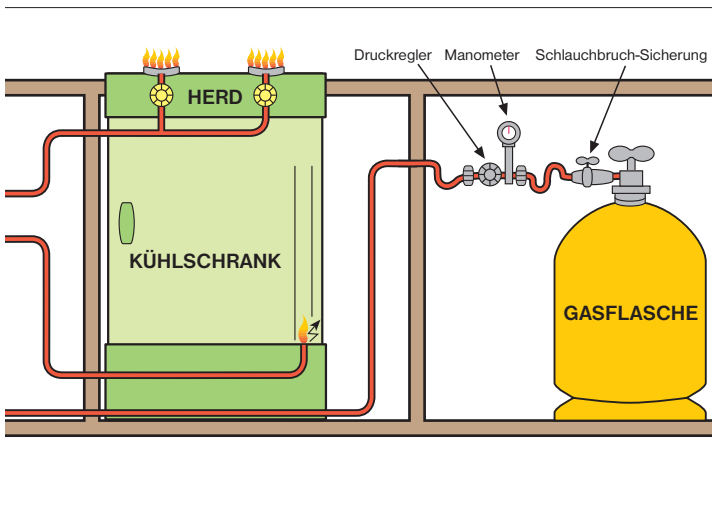 Druckregler Manometer Schlauchbruch-Sicherung
HERD
KÜHLSCHRANK
GASFLASCHE